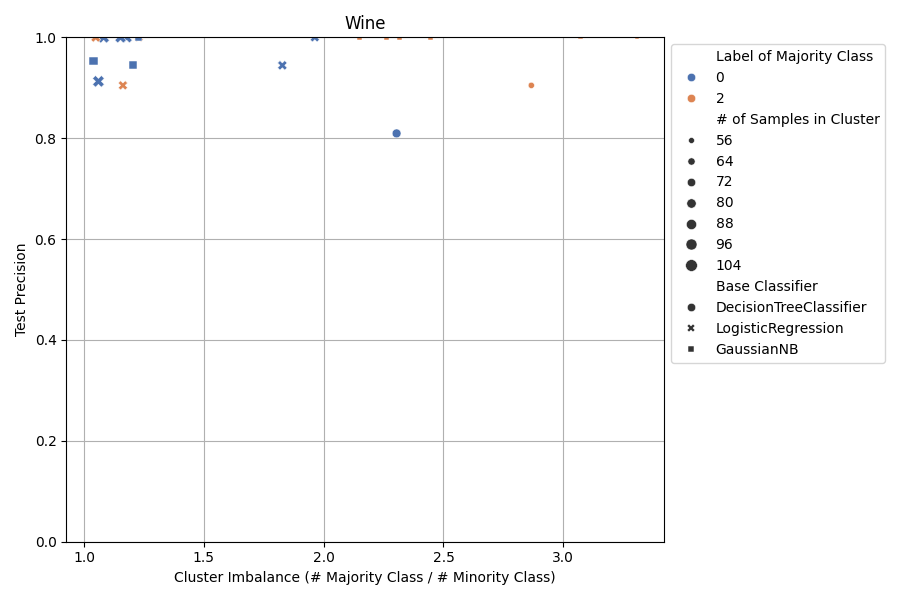 Wine
1.0
0.8
0.6
0.4
0.2
0.0
Test Precision
1.0
1.5
2.0
2.5
3.0
Cluster Imbalance (# Majority Class / # Minority Class)
Label of Majority Class
0
2
# of Samples in Cluster
56
64
72
80
88
96
104
Base Classifier
DecisionTreeClassifier
LogisticRegression
GaussianNB